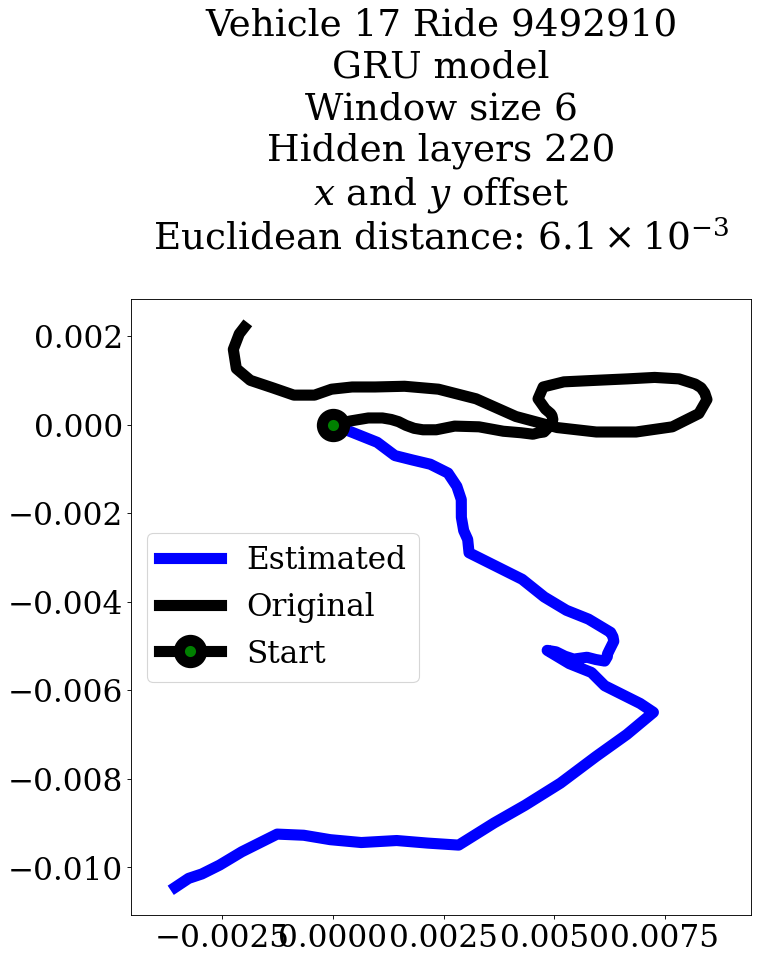 Vehicle 17 Ride 9492910
GRU model
Window size 6
Hidden layers 220
x and y offset
Euclidean distance: 6.1 × 10⁻³
0.002
0.000
−0.002
−0.004
−0.006
−0.008
−0.010
Estimated
Original
Start
−0.0025 0.0000 0.0025 0.0050 0.0075